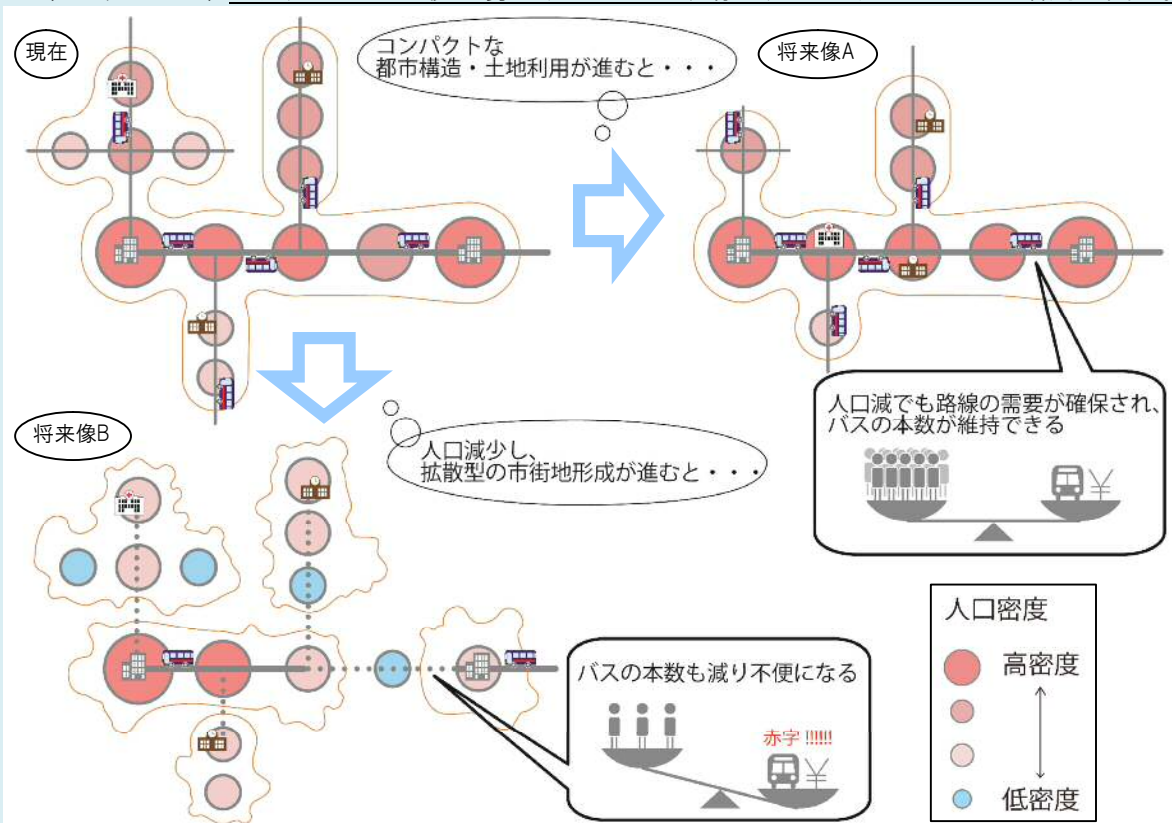 現在
コンパクトな
都市構造・土地利用が進むと・・・
将来像A
人口減でも路線の需要が確保され、
バスの本数が維持できる
¥
将来像B
人口減少し、
拡散型の市街地形成が進むと・・・
バスの本数も減り不便になる
赤字 !!!!!!
¥
人口密度
高密度
低密度